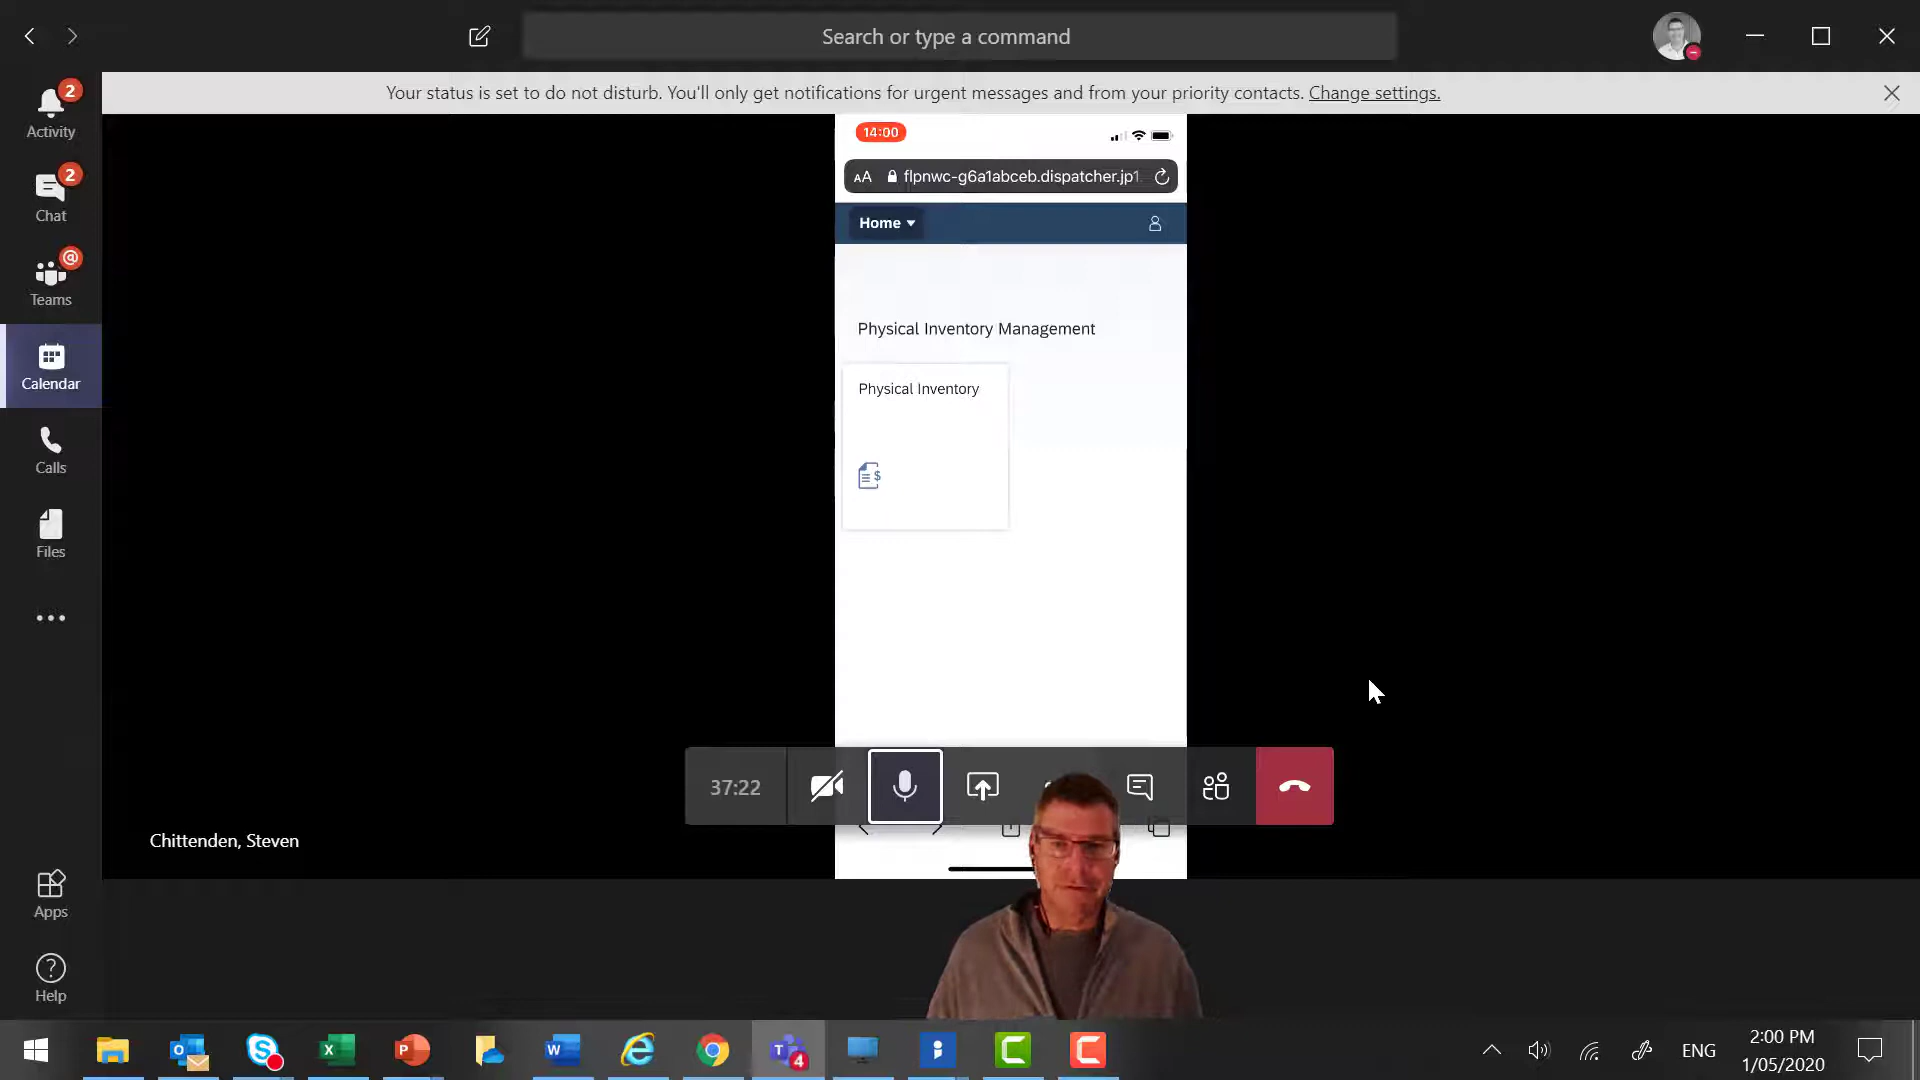 Search or type a command
Your status is set to do not disturb. You'll only get notifications for urgent messages and from your priority contacts. Change settings.
2
Activity
2
Chat
@
Teams
Calendar
Calls
Files
Apps
Help
14:00
AA flpnwc-g6a1abceb.dispatcher.jp1.
Home
Physical Inventory Management
Physical Inventory
$
37:22
Chittenden, Steven
4
ENG
2:00 PM
1/05/2020